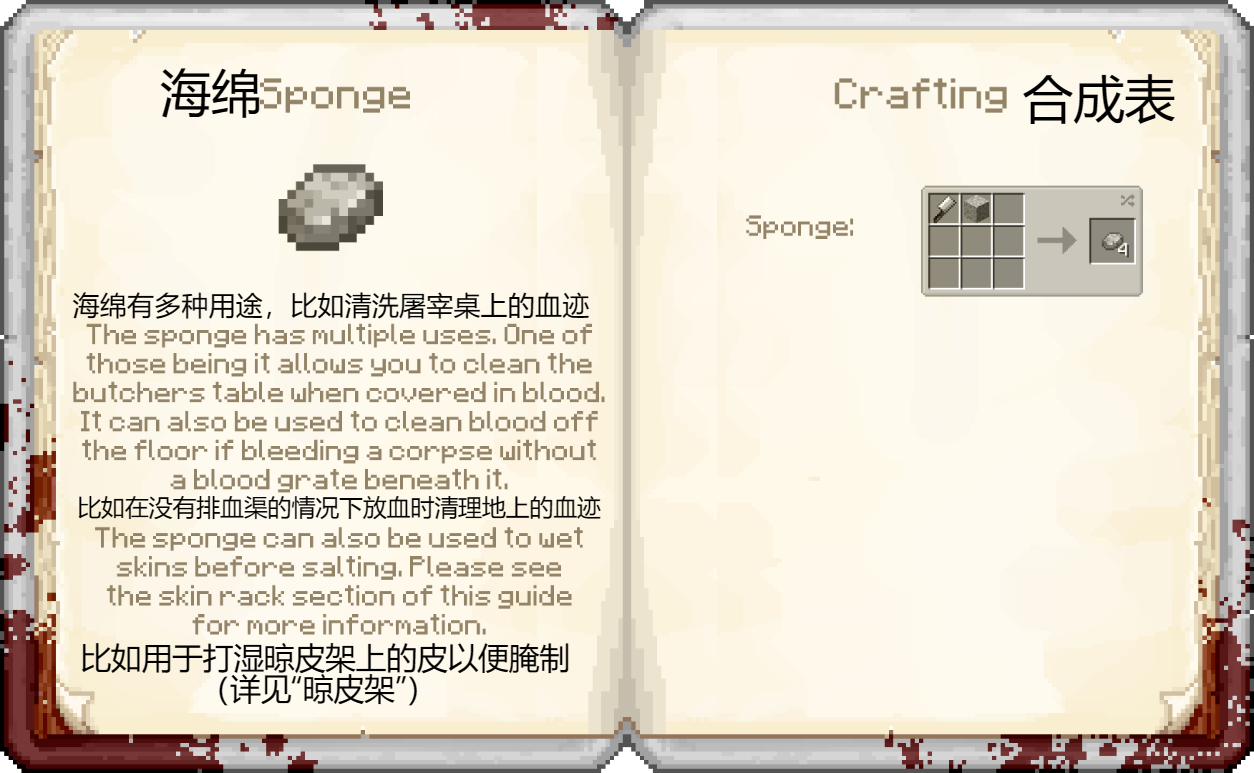 海绵Sponge
海绵有多种用途，比如清洗屠宰桌上的血迹
The sponge has multiple uses. One of
those being it allows you to clean the
butchers table when covered in blood.
It can also be used to clean blood off
the floor if bleeding a corpse without
a blood grate beneath it.
比如在没有排血渠的情况下放血时清理地上的血迹
The sponge can also be used to wet
skins before salting. Please see
the skin rack section of this guide
for more information.
比如用于打湿晾皮架上的皮以便腌制
(详见“晾皮架”)
Crafting 合成表
Sponge:
4